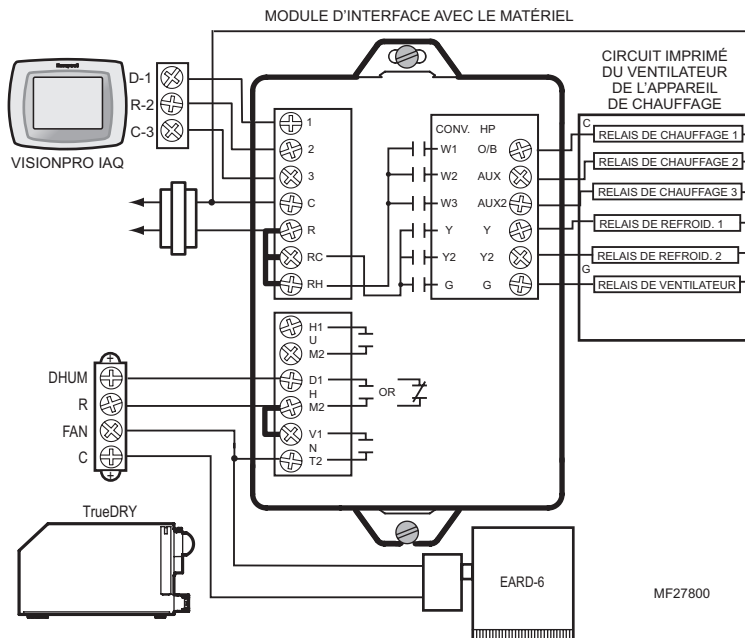 MODULE D'INTERFACE AVEC LE MATÉRIEL
Honeywell
VISIONPRO IAQ
D-1
R-2
C-3
1
2
3
C
R
RC
RH
CONV. HP
W1 O/B
W2 AUX
W3 AUX2
Y Y
Y2 Y2
G G
CIRCUIT IMPRIMÉ
DU VENTILATEUR
DE L'APPAREIL
DE CHAUFFAGE
C
RELAIS DE CHAUFFAGE 1
RELAIS DE CHAUFFAGE 2
RELAIS DE CHAUFFAGE 3
RELAIS DE REFROID. 1
RELAIS DE REFROID. 2
G
RELAIS DE VENTILATEUR
H1
U
M2
D1
H
M2
V1
N
T2
OR
DHUM
R
FAN
C
TrueDRY
EARD-6
MF27800